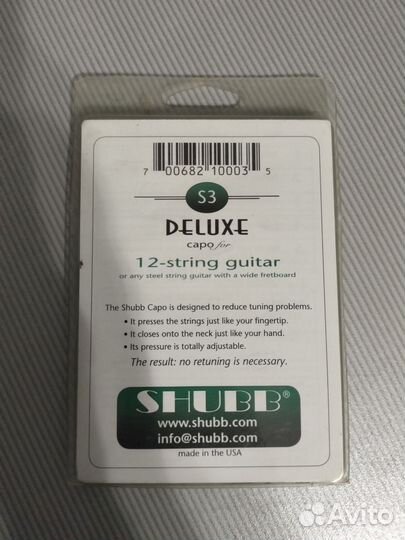 7 00682 10003 5
S3
DELUXE
capo for
12-string guitar
or any steel string guitar with a wide fretboard
The Shubb Capo is designed to reduce tuning problems.
• It presses the strings just like your fingertip.
• It closes onto the neck just like your hand.
• Its pressure is totally adjustable.
The result: no retuning is necessary.
SHUBB®
www.shubb.com
info@shubb.com
made in the USA
Avito